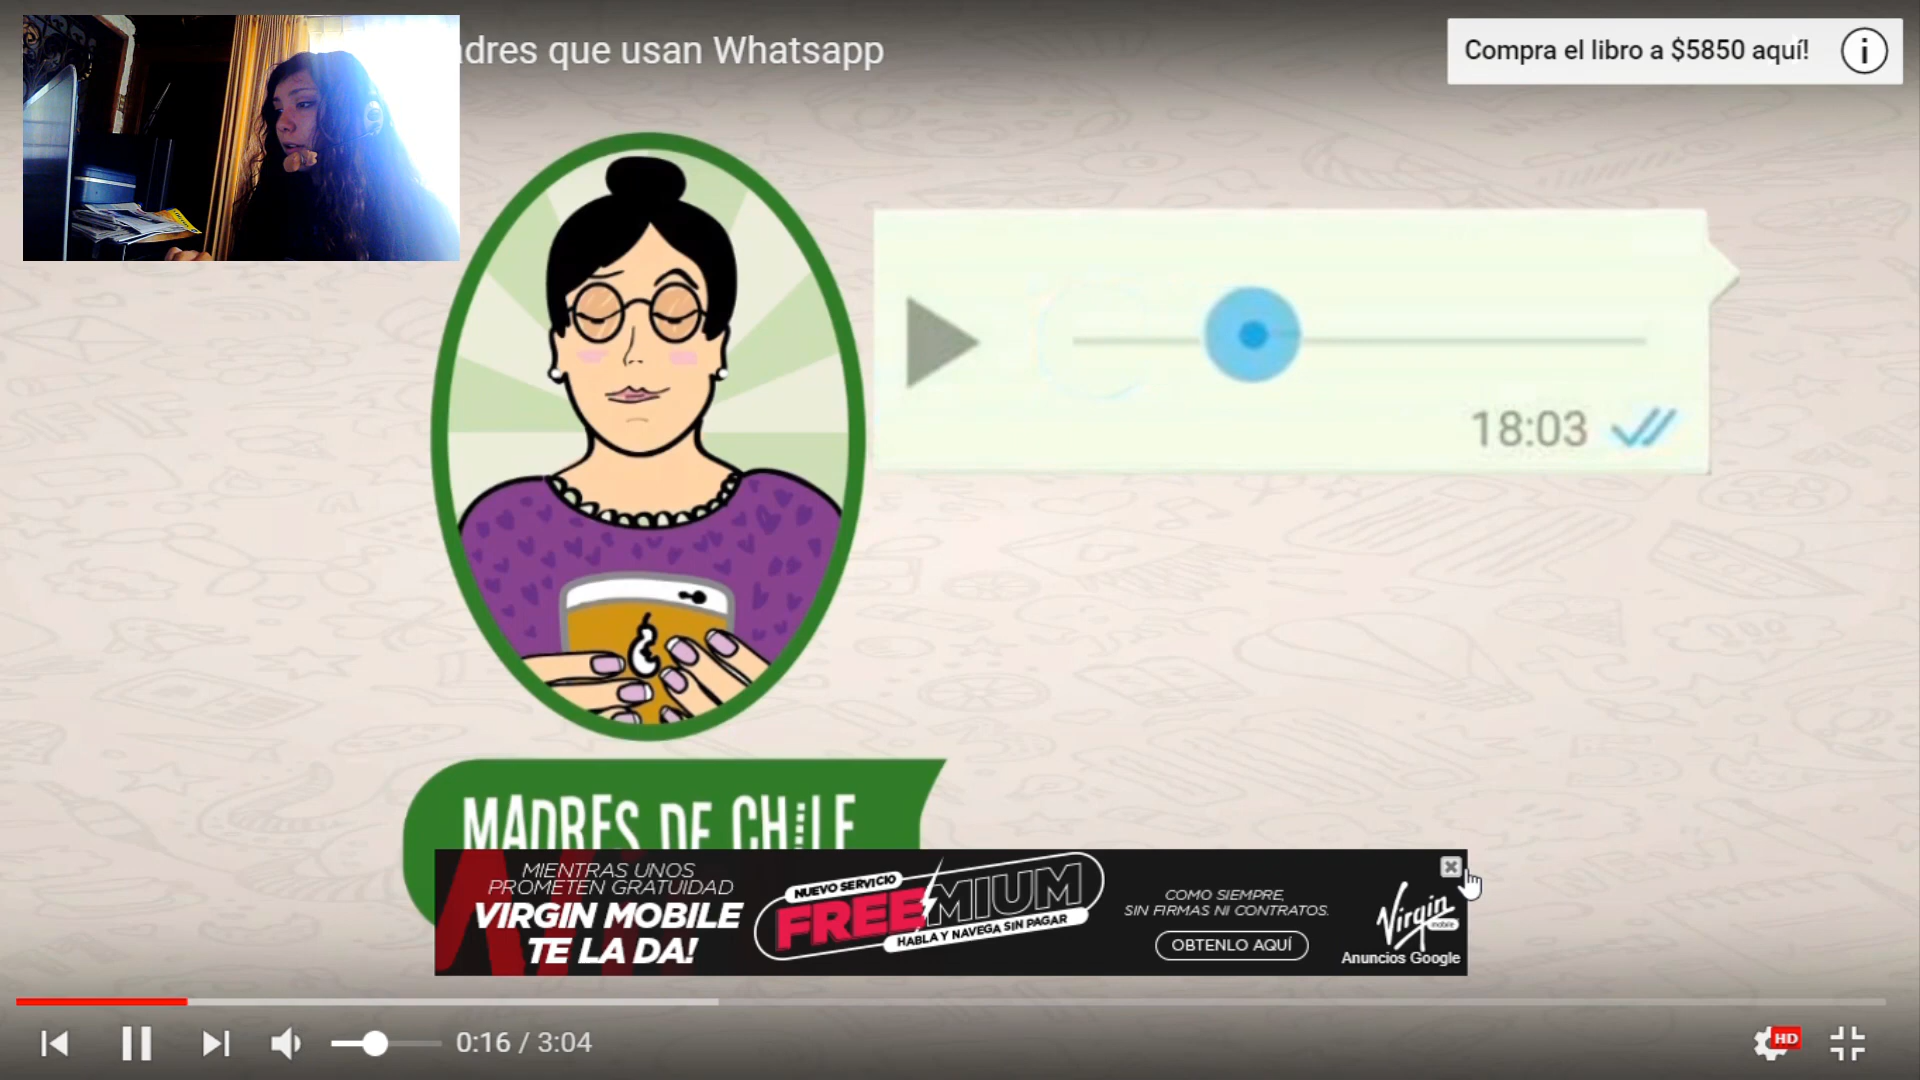 adres que usan Whatsapp
Compra el libro a $5850 aquí!
18:03
MADRES DE CHILE
MIENTRAS UNOS
PROMETEN GRATUIDAD
VIRGIN MOBILE
TE LA DA!
NUEVO SERVICIO
FREEMIUM
HABLA Y NAVEGA SIN PAGAR
COMO SIEMPRE,
SIN FIRMAS NI CONTRATOS.
OBTENLO AQUÍ
Virgin
mobile
Anuncios Google
0:16 / 3:04
HD